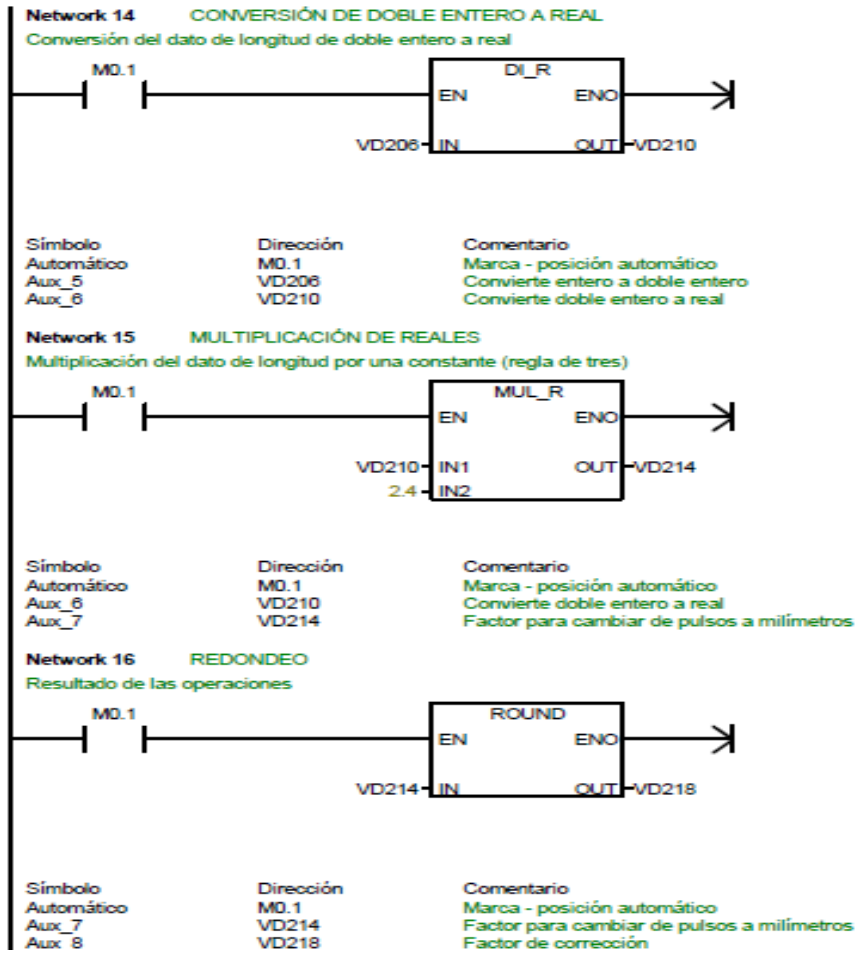 Network 14 CONVERSIÓN DE DOBLE ENTERO A REAL
Conversión del dato de longitud de doble entero a real
M0.1
DI_R
EN ENO
VD206 IN OUT VD210
Símbolo Dirección Comentario
Automático M0.1 Marca - posición automático
Aux_5 VD206 Convierte entero a doble entero
Aux_6 VD210 Convierte doble entero a real
Network 15 MULTIPLICACIÓN DE REALES
Multiplicación del dato de longitud por una constante (regla de tres)
M0.1
MUL_R
EN ENO
VD210 IN1 OUT VD214
2.4 IN2
Símbolo Dirección Comentario
Automático M0.1 Marca - posición automático
Aux_6 VD210 Convierte doble entero a real
Aux_7 VD214 Factor para cambiar de pulsos a milímetros
Network 16 REDONDEO
Resultado de las operaciones
M0.1
ROUND
EN ENO
VD214 IN OUT VD218
Símbolo Dirección Comentario
Automático M0.1 Marca - posición automático
Aux_7 VD214 Factor para cambiar de pulsos a milímetros
Aux 8 VD218 Factor de corrección